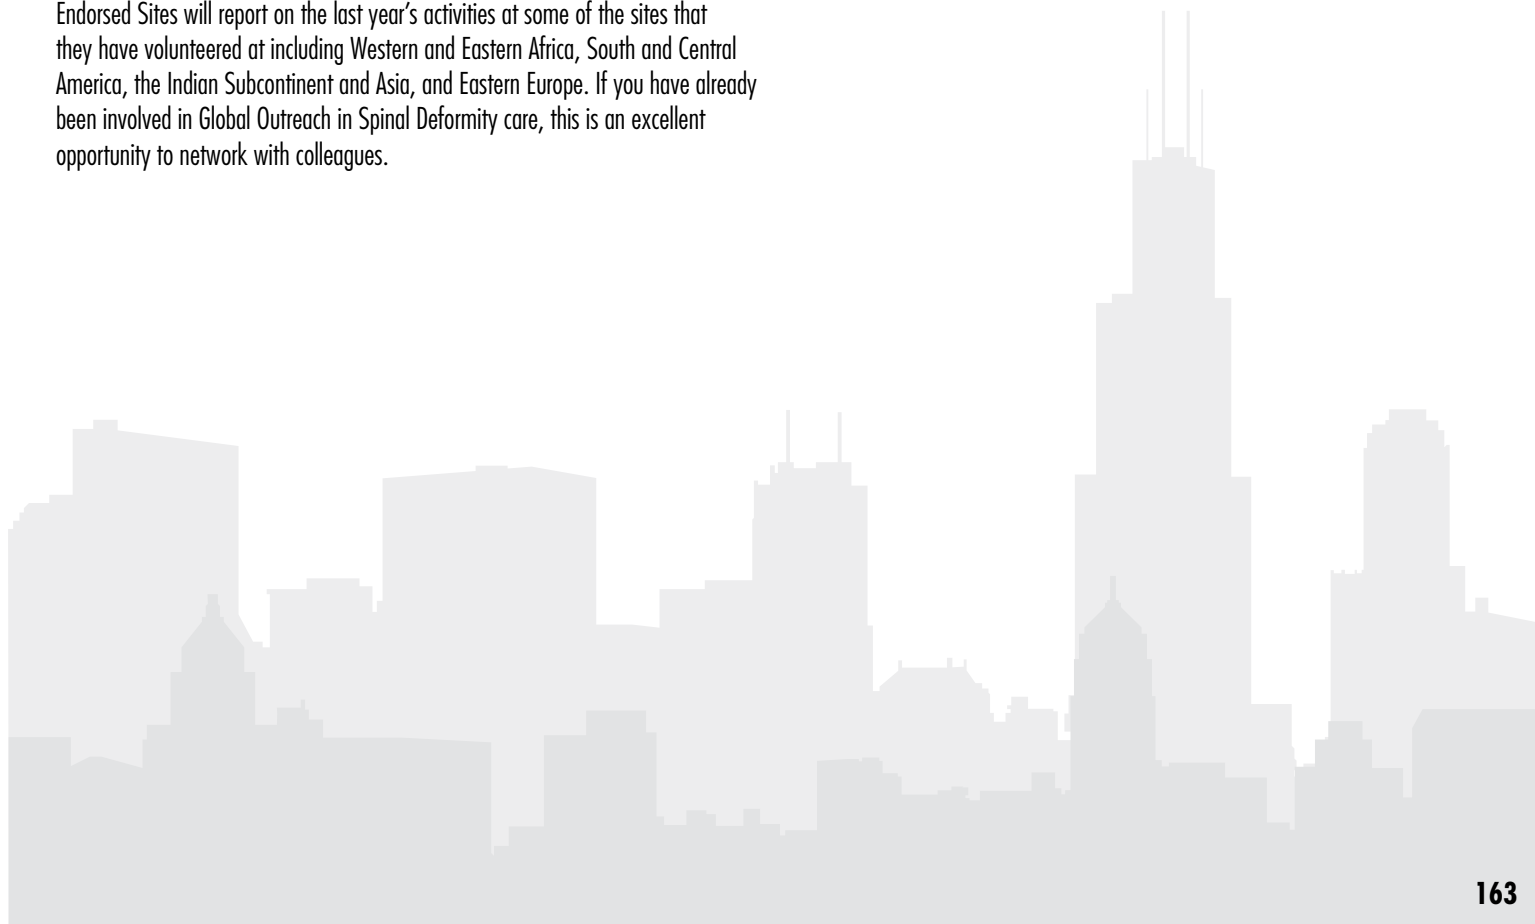 Endorsed Sites will report on the last year’s activities at some of the sites that
they have volunteered at including Western and Eastern Africa, South and Central
America, the Indian Subcontinent and Asia, and Eastern Europe. If you have already
been involved in Global Outreach in Spinal Deformity care, this is an excellent
opportunity to network with colleagues.
163